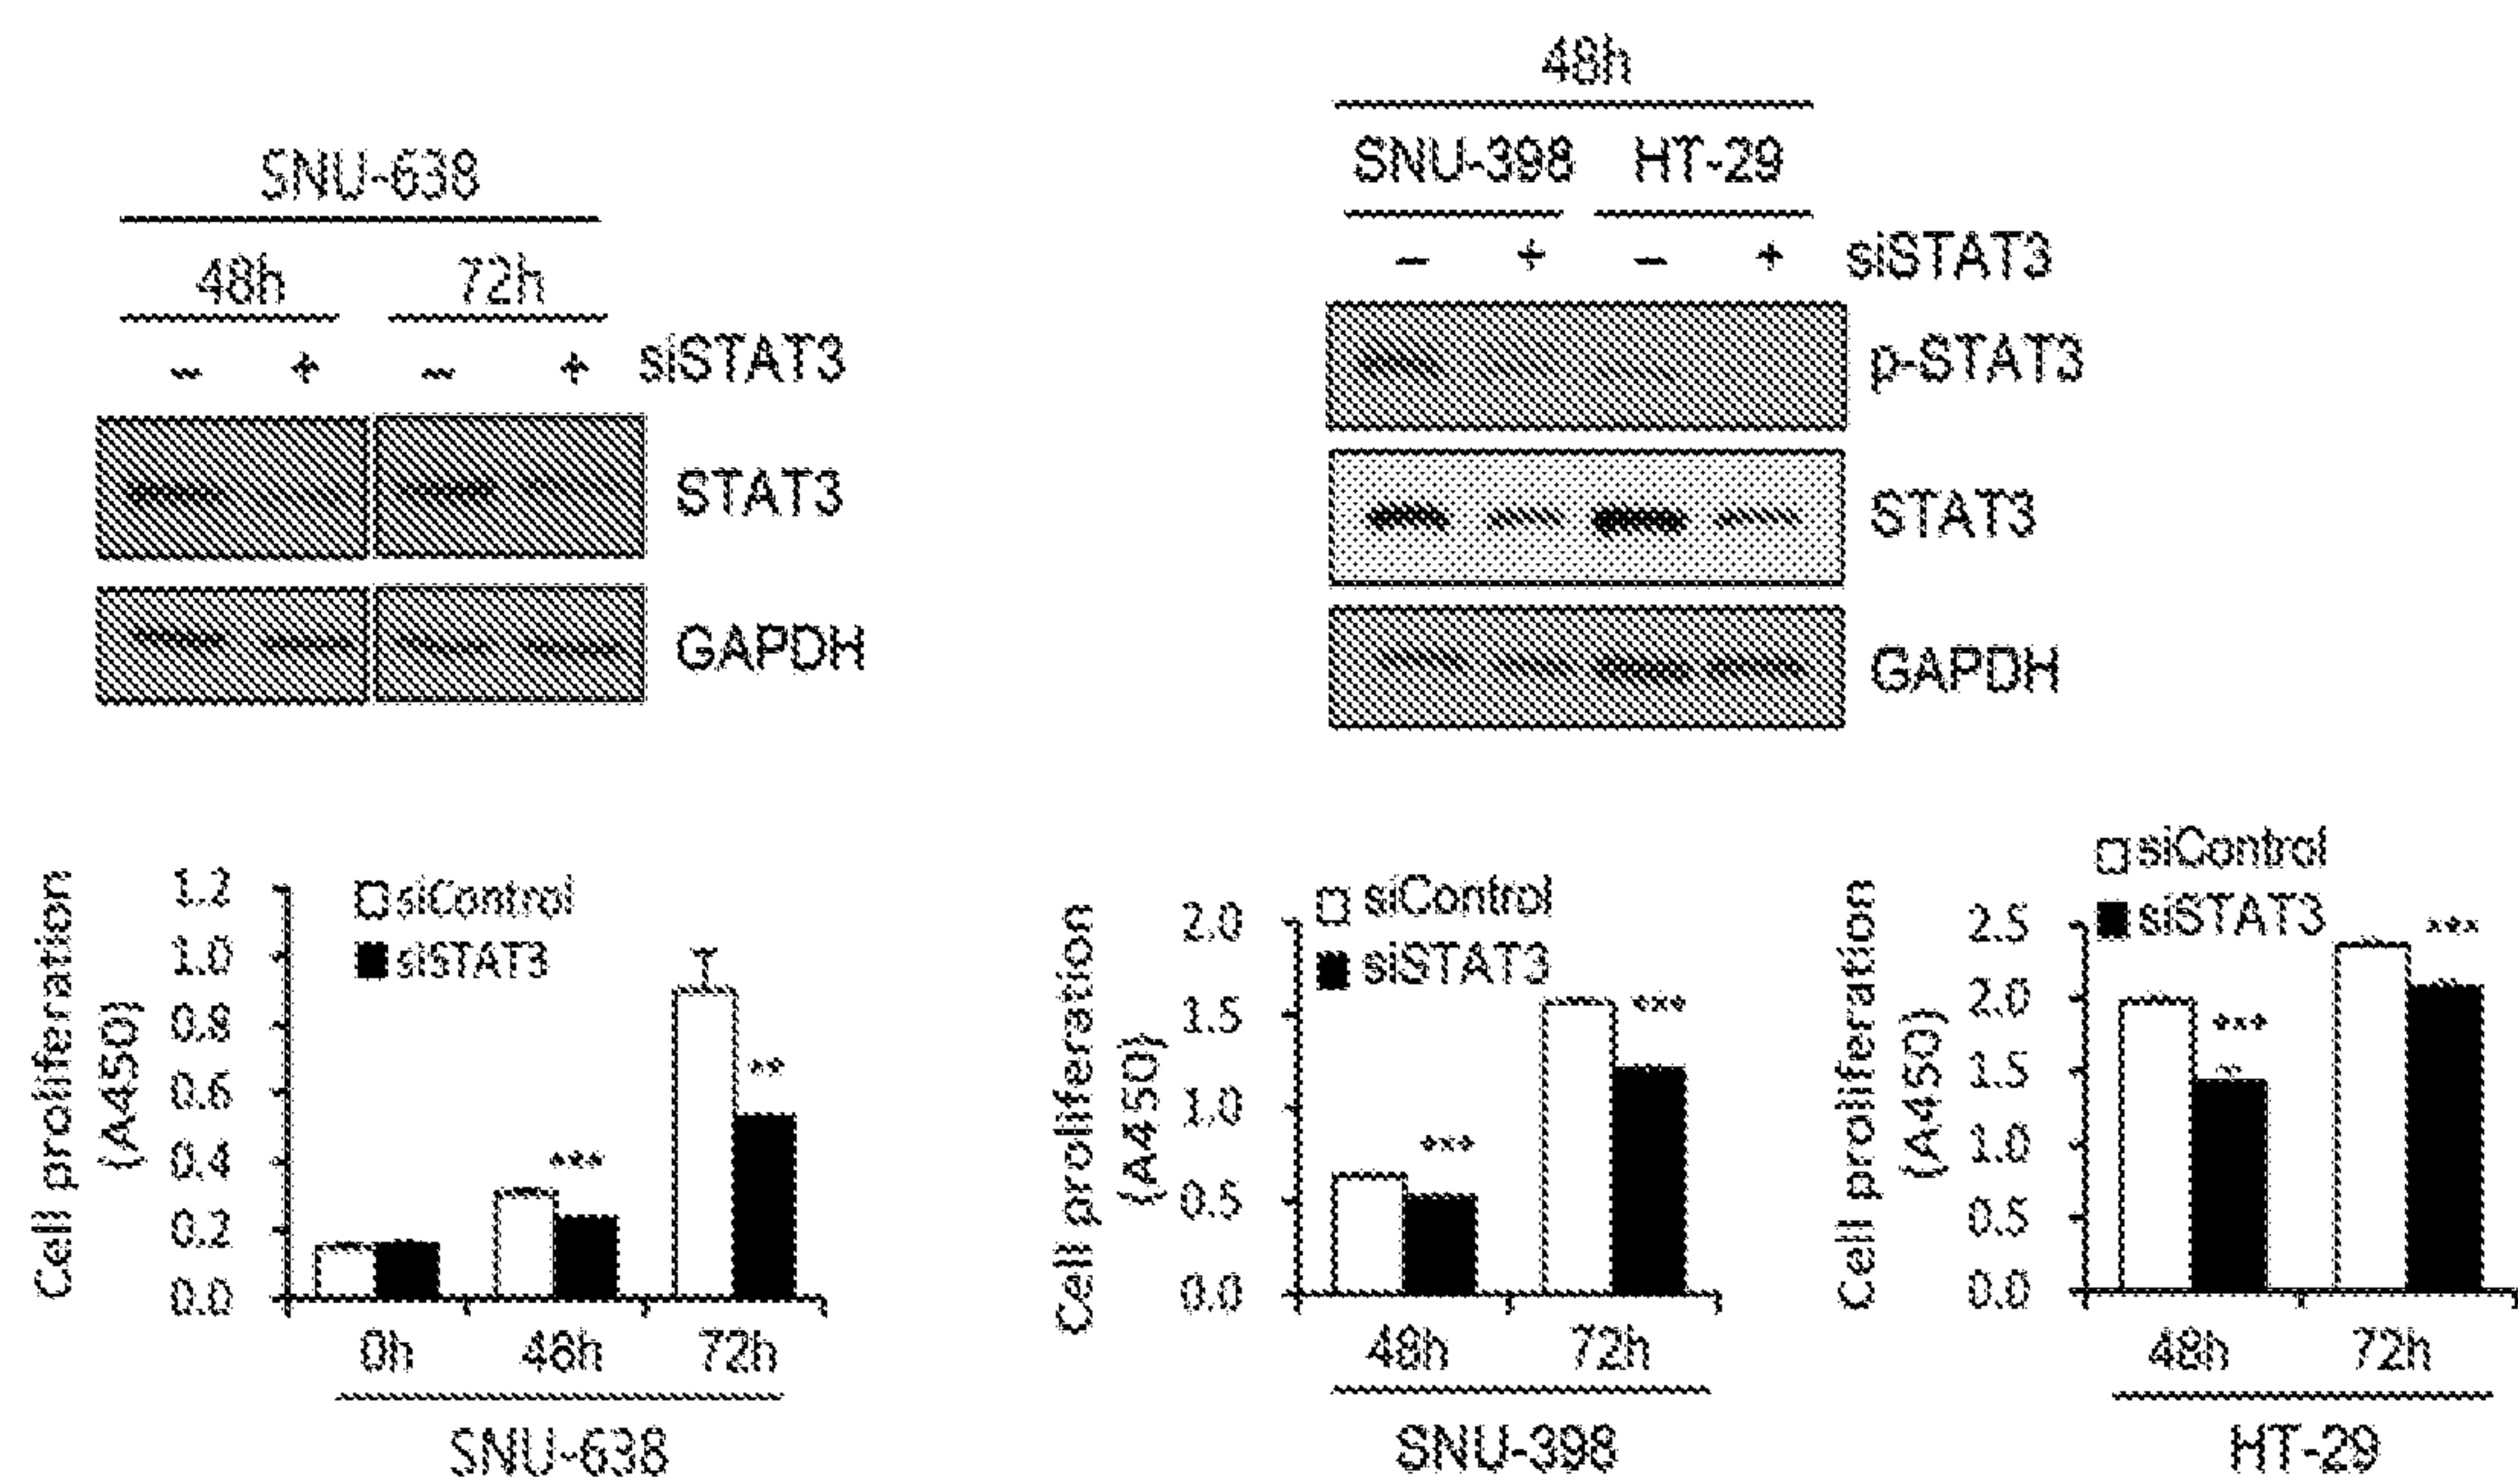 SNU-638
48h 72h
- + - + siSTAT3
STAT3
GAPDH
48h
SNU-398 HT-29
- + - + siSTAT3
p-STAT3
STAT3
GAPDH
Cell proliferation
(A450)
1.2
1.0
0.8
0.6
0.4
0.2
0.0
siControl
siSTAT3
***
**
0h 48h 72h
SNU-638
Cell proliferation
(A450)
2.0
1.5
1.0
0.5
0.0
siControl
siSTAT3
***
***
48h 72h
SNU-398
Cell proliferation
(A450)
2.5
2.0
1.5
1.0
0.5
0.0
siControl
siSTAT3
***
***
48h 72h
HT-29